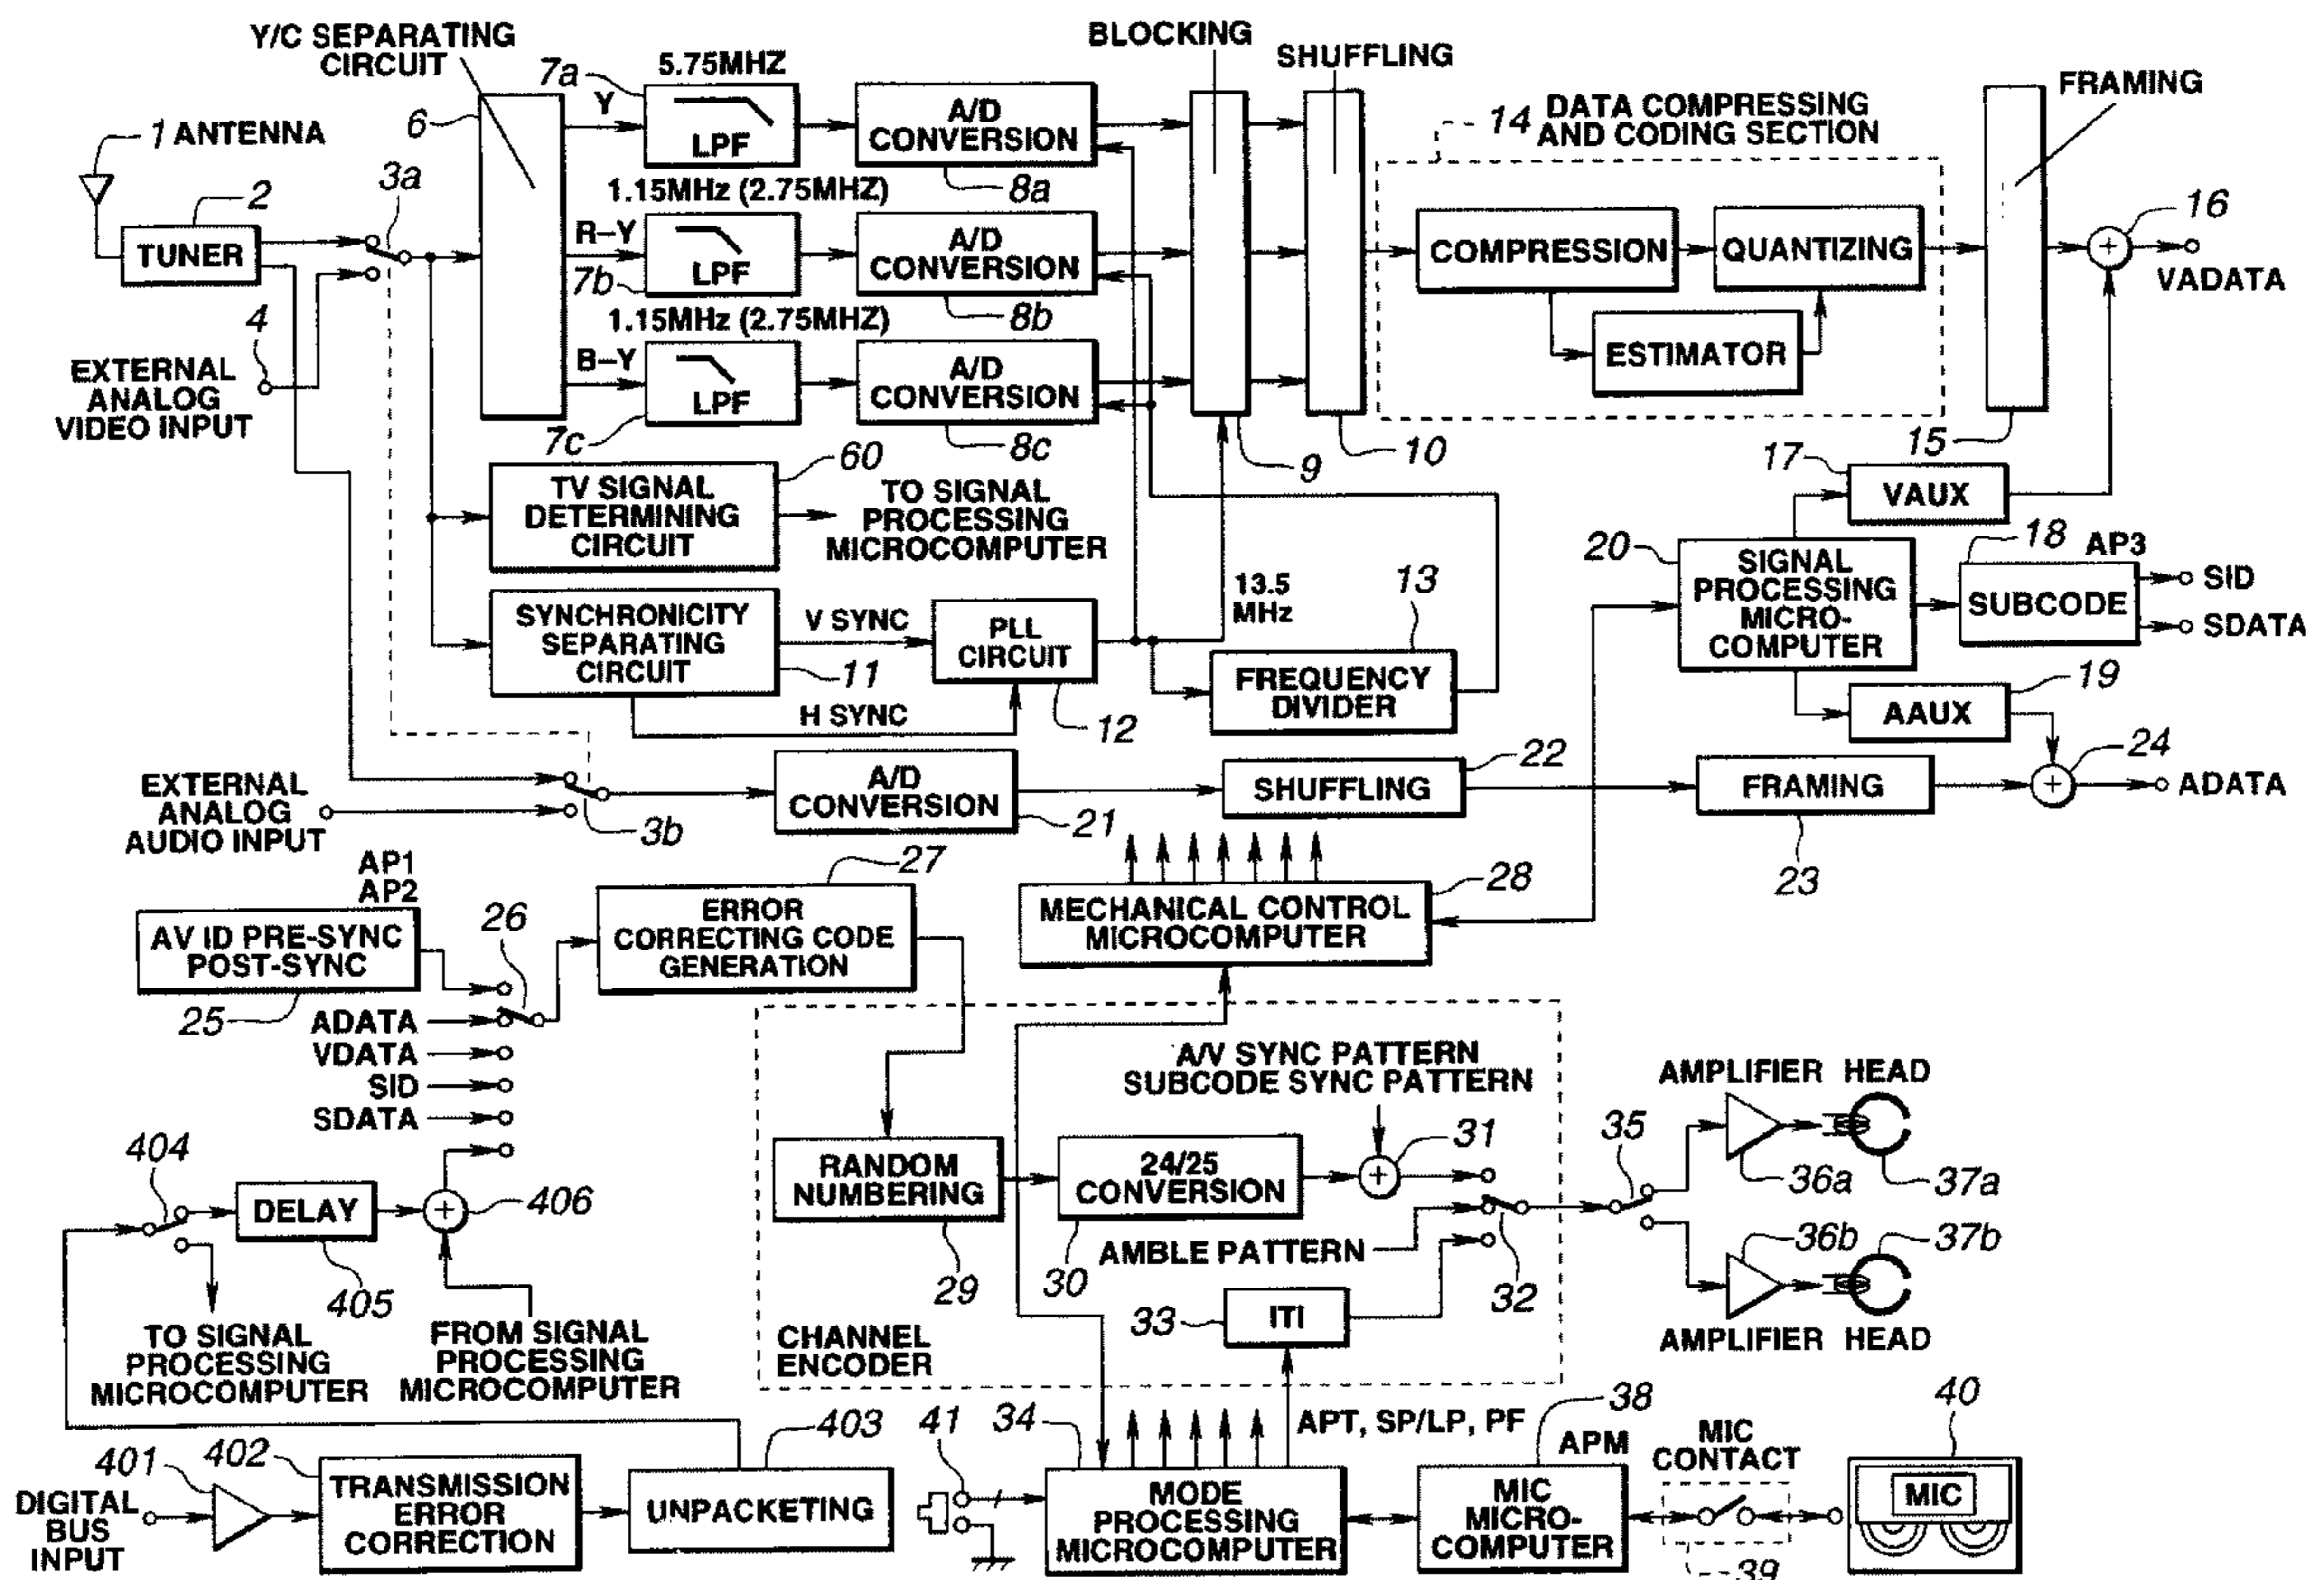 Y/C SEPARATING
CIRCUIT
6
1 ANTENNA
2
TUNER
3a
4
EXTERNAL
ANALOG
VIDEO INPUT
5.75MHZ
7a
Y
LPF
A/D
CONVERSION
8a
1.15MHz (2.75MHZ)
R–Y
7b
LPF
A/D
CONVERSION
8b
1.15MHz (2.75MHZ)
B–Y
LPF
7c
A/D
CONVERSION
8c
BLOCKING
9
SHUFFLING
10
14
DATA COMPRESSING
AND CODING SECTION
COMPRESSION
QUANTIZING
ESTIMATOR
FRAMING
15
16
VADATA
60
TV SIGNAL
DETERMINING
CIRCUIT
TO SIGNAL
PROCESSING
MICROCOMPUTER
SYNCHRONICITY
SEPARATING
CIRCUIT
11
V SYNC
H SYNC
PLL
CIRCUIT
12
13.5
MHz
13
FREQUENCY
DIVIDER
17
VAUX
20
SIGNAL
PROCESSING
MICRO-
COMPUTER
18
AP3
SUBCODE
SID
SDATA
19
AAUX
EXTERNAL
ANALOG
AUDIO INPUT
3b
A/D
CONVERSION
21
SHUFFLING
22
FRAMING
23
24
ADATA
AP1
AP2
AV ID PRE-SYNC
POST-SYNC
25
26
ADATA
VDATA
SID
SDATA
27
ERROR
CORRECTING CODE
GENERATION
28
MECHANICAL CONTROL
MICROCOMPUTER
404
DELAY
405
406
TO SIGNAL
PROCESSING
MICROCOMPUTER
FROM SIGNAL
PROCESSING
MICROCOMPUTER
RANDOM
NUMBERING
29
24/25
CONVERSION
30
A/V SYNC PATTERN
SUBCODE SYNC PATTERN
31
AMBLE PATTERN
32
33
ITI
CHANNEL
ENCODER
35
AMPLIFIER HEAD
36a
37a
36b
37b
AMPLIFIER HEAD
DIGITAL
BUS
INPUT
401
402
TRANSMISSION
ERROR
CORRECTION
403
UNPACKETING
41
34
MODE
PROCESSING
MICROCOMPUTER
APT, SP/LP, PF
38
APM
MIC
MICRO-
COMPUTER
MIC
CONTACT
39
40
MIC